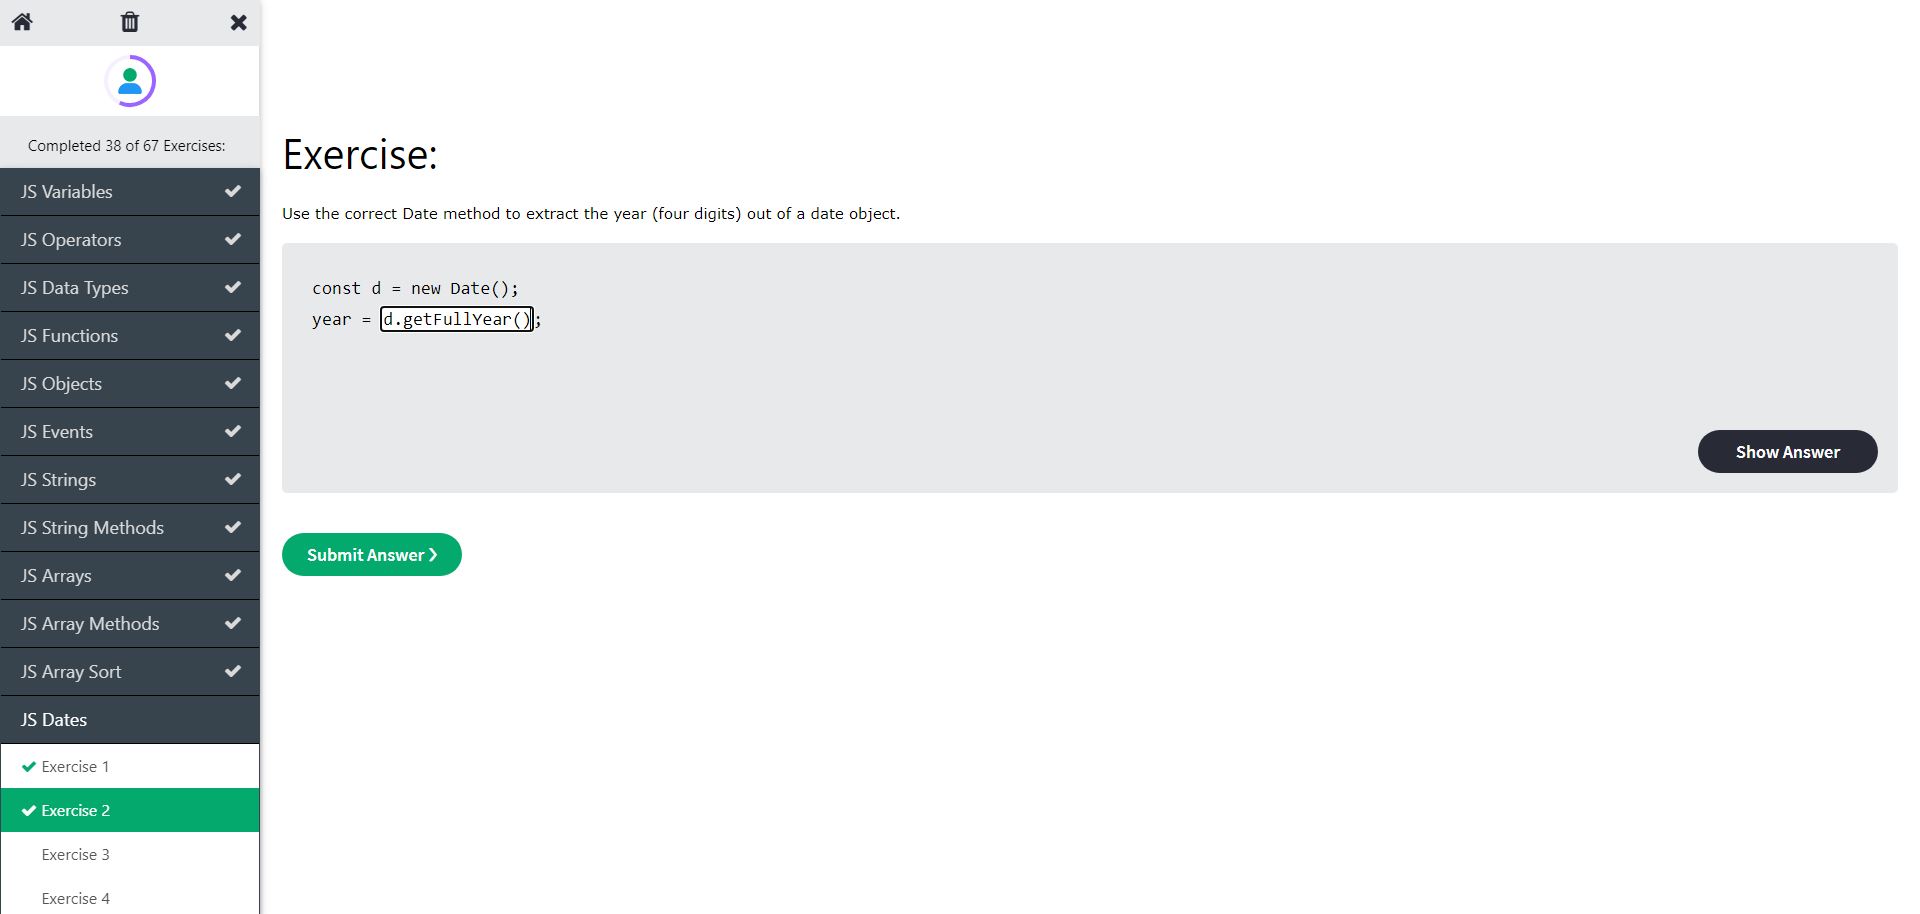 Completed 38 of 67 Exercises:
JS Variables
JS Operators
JS Data Types
JS Functions
JS Objects
JS Events
JS Strings
JS String Methods
JS Arrays
JS Array Methods
JS Array Sort
JS Dates
Exercise 1
Exercise 2
Exercise 3
Exercise 4
Exercise:
Use the correct Date method to extract the year (four digits) out of a date object.
const d = new Date();
year = d.getFullYear();
Show Answer
Submit Answer ❯